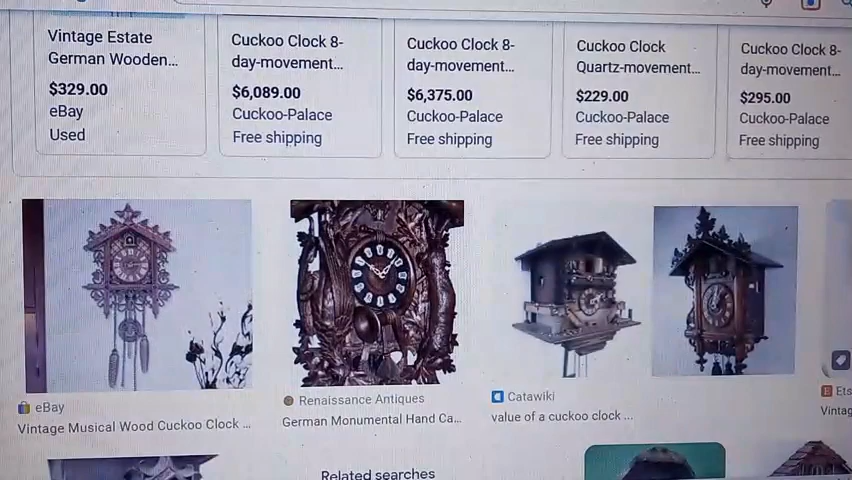 Vintage Estate
German Wooden...
$329.00
eBay
Used
Cuckoo Clock 8-
day-movement...
$6,089.00
Cuckoo-Palace
Free shipping
Cuckoo Clock 8-
day-movement...
$6,375.00
Cuckoo-Palace
Free shipping
Cuckoo Clock
Quartz-movement...
$229.00
Cuckoo-Palace
Free shipping
Cuckoo Clock 8-
day-movement...
$295.00
Cuckoo-Palace
Free shipping
eBay
Vintage Musical Wood Cuckoo Clock ...
Renaissance Antiques
German Monumental Hand Ca...
Catawiki
value of a cuckoo clock ...
E Ets
Vintag
Related searches